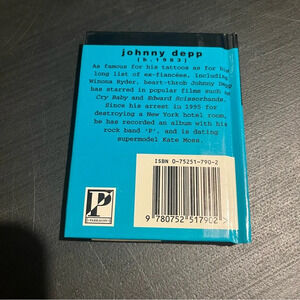 johnny depp
(b.1963)
As famous for his tattoos as for his
long list of ex-fiancées, including
Winona Ryder, heart-throb Johnny Depp
has starred in popular films such as
Cry Baby and Edward Scissorhands.
Since his arrest in 1995 for
destroying a New York hotel room,
he has recorded an album with his
rock band 'P', and is dating
supermodel Kate Moss.
ISBN 0-75251-790-2
9 780752 517902 >
P